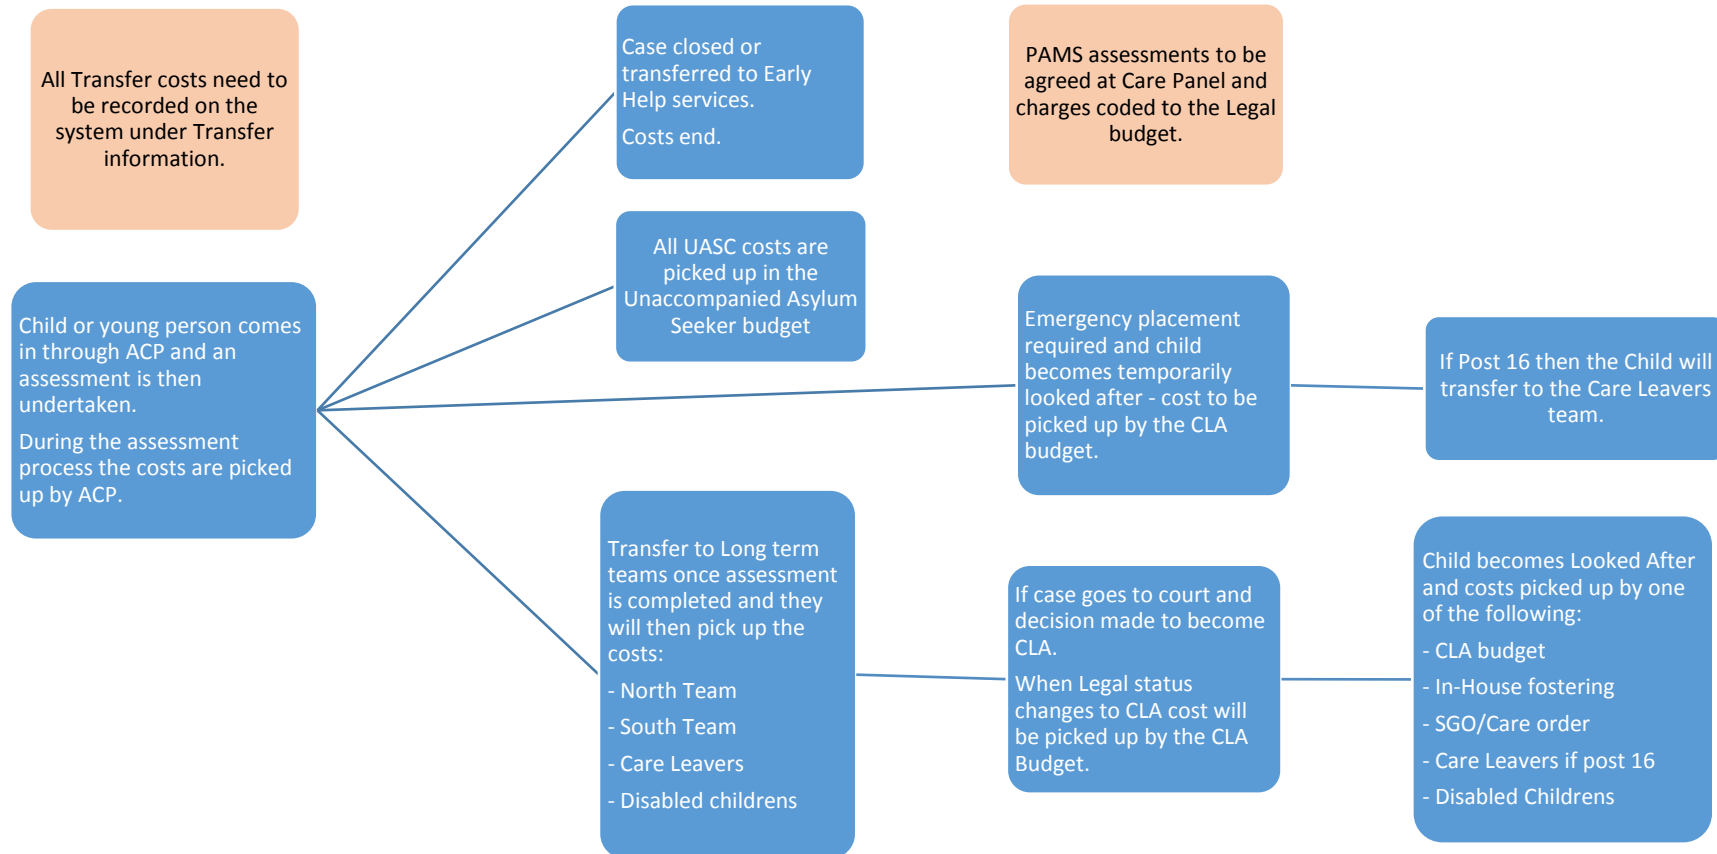 All Transfer costs need to
be recorded on the
system under Transfer
information.
Case closed or
transferred to Early
Help services.
Costs end.
PAMS assessments to be
agreed at Care Panel and
charges coded to the Legal
budget.
All UASC costs are
picked up in the
Unaccompanied Asylum
Seeker budget
Child or young person comes
in through ACP and an
assessment is then
undertaken.
During the assessment
process the costs are picked
up by ACP.
Emergency placement
required and child
becomes temporarily
looked after - cost to be
picked up by the CLA
budget.
If Post 16 then the Child will
transfer to the Care Leavers
team.
Transfer to Long term
teams once assessment
is completed and they
will then pick up the
costs:
- North Team
- South Team
- Care Leavers
- Disabled childrens
If case goes to court and
decision made to become
CLA.
When Legal status
changes to CLA cost will
be picked up by the CLA
Budget.
Child becomes Looked After
and costs picked up by one
of the following:
- CLA budget
- In-House fostering
- SGO/Care order
- Care Leavers if post 16
- Disabled Childrens